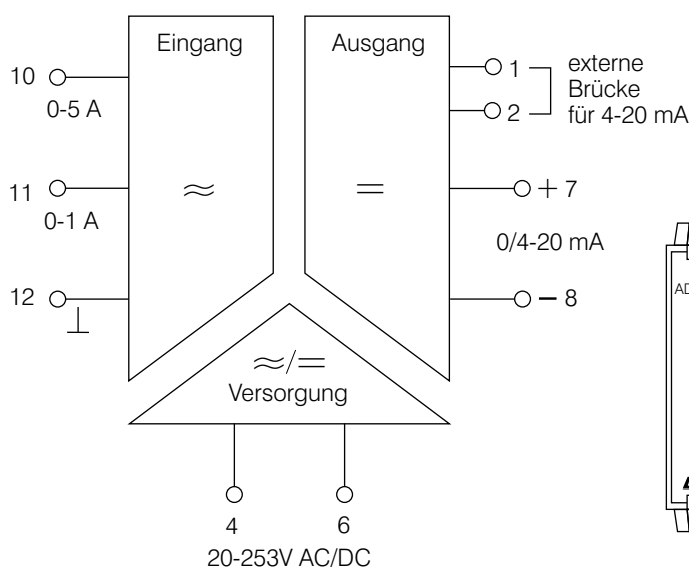 Eingang
Ausgang
10
0-5 A
1
2
externe
Brücke
für 4-20 mA
11
0-1 A
≈
=
+ 7
0/4-20 mA
12
⊥
− 8
≈/=
Versorgung
4
6
20-253V AC/DC